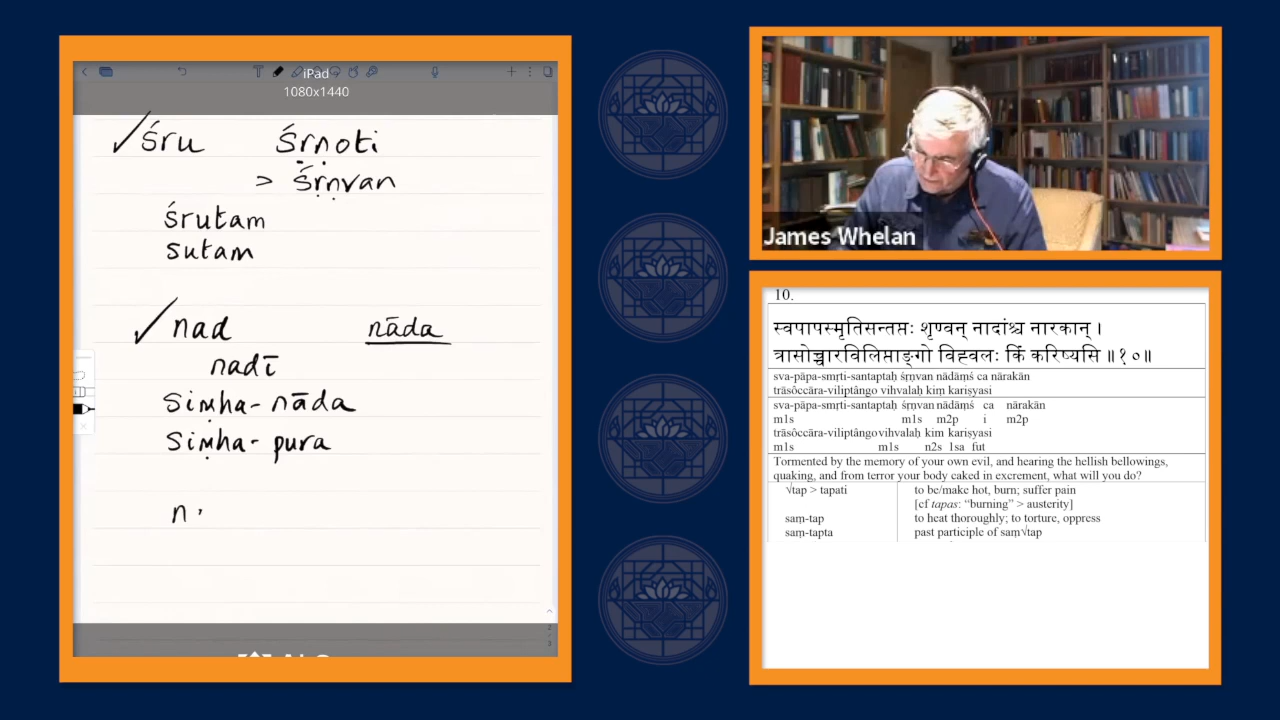 iPad
1080x1440
√śru śṛṇoti
> śṛṇvan
śrutam
sutam
√nad nāda
nadī
siṃha-nāda
siṃha-pura
n
James Whelan
10.
स्वपापस्मृतिसन्तप्तः शृण्वन् नादांश्च नारकान् ।
त्रासोच्चारविलिप्ताङ्गो विह्वलः किं करिष्यसि ॥१०॥
sva-pāpa-smṛti-santaptaḥ śṛṇvan nādāṃś ca nārakān
trāsôccāra-viliptâṅgo vihvalaḥ kiṃ kariṣyasi
sva-pāpa-smṛti-santaptaḥ śṛṇvan nādāṃś ca nārakān
m1s m1s m2p i m2p
trāsôccāra-viliptâṅgo vihvalaḥ kim kariṣyasi
m1s m1s n2s 1sa fut
Tormented by the memory of your own evil, and hearing the hellish bellowings,
quaking, and from terror your body caked in excrement, what will you do?
√tap > tapati to be/make hot, burn; suffer pain
[cf tapas: “burning” > austerity]
saṃ-tap to heat thoroughly; to torture, oppress
saṃ-tapta past participle of saṃ√tap